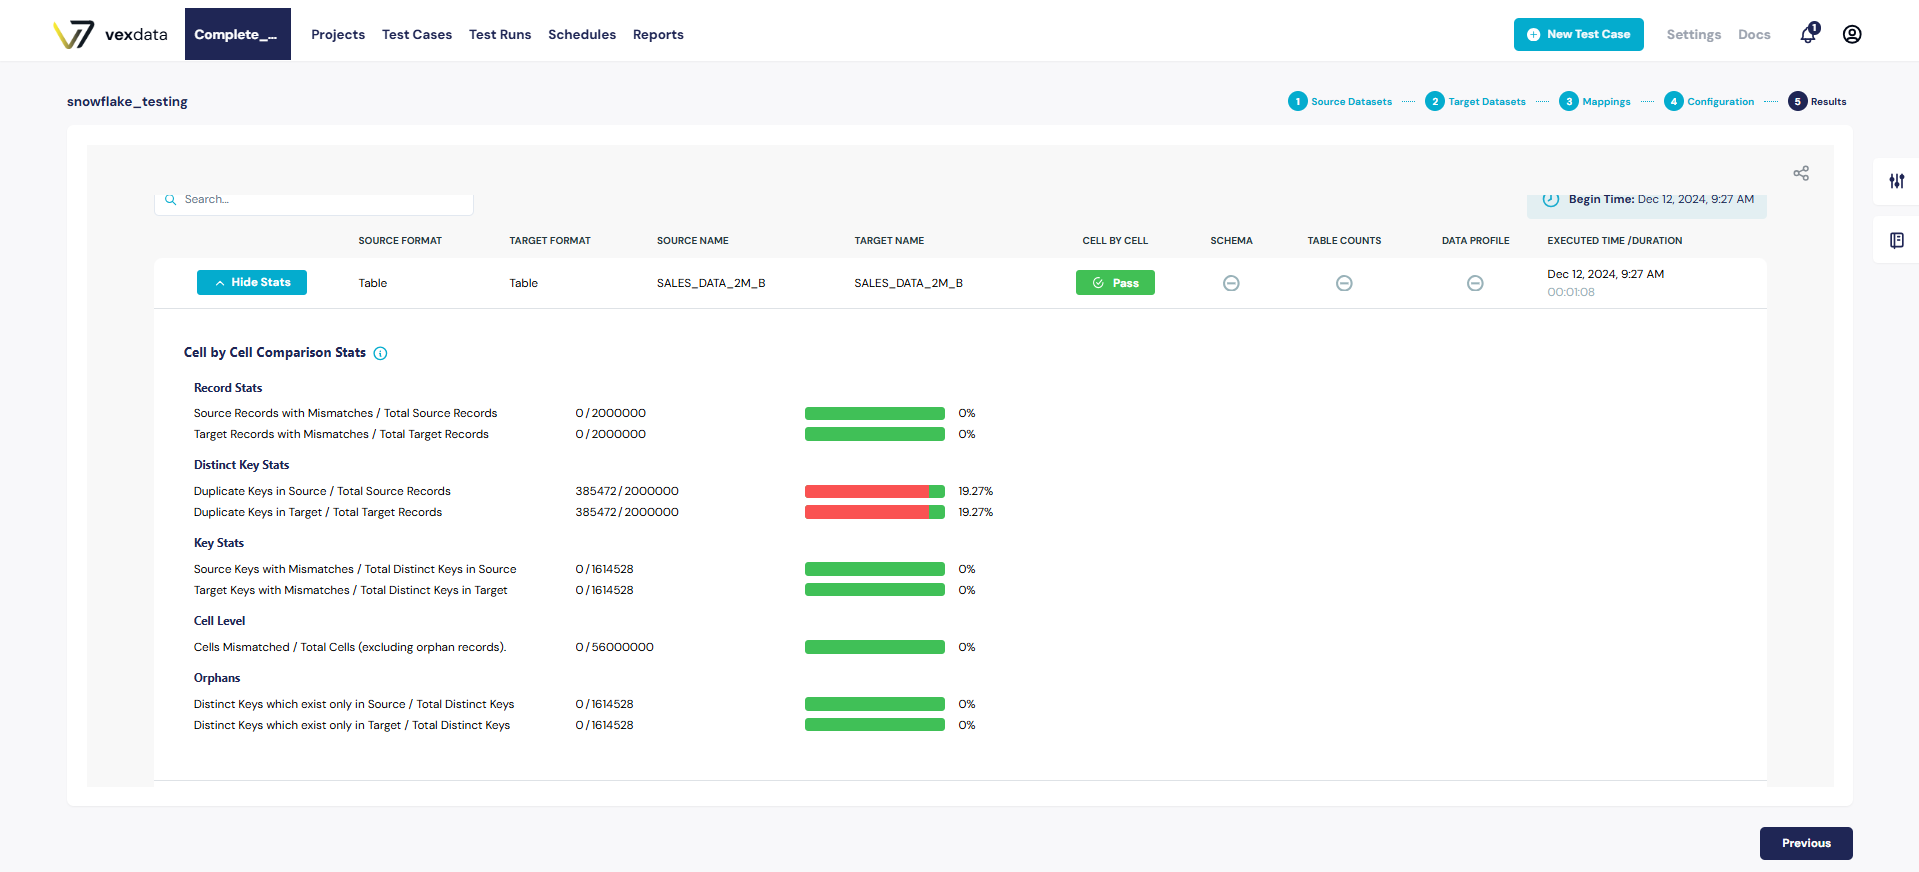 vexdata Complete_... Projects Test Cases Test Runs Schedules Reports New Test Case Settings Docs 1
snowflake_testing 1 Source Datasets 2 Target Datasets 3 Mappings 4 Configuration 5 Results
Search... Begin Time: Dec 12, 2024, 9:27 AM
SOURCE FORMAT TARGET FORMAT SOURCE NAME TARGET NAME CELL BY CELL SCHEMA TABLE COUNTS DATA PROFILE EXECUTED TIME /DURATION
Hide Stats Table Table SALES_DATA_2M_B SALES_DATA_2M_B Pass Dec 12, 2024, 9:27 AM
00:01:08
Cell by Cell Comparison Stats
Record Stats
Source Records with Mismatches / Total Source Records 0/2000000 0%
Target Records with Mismatches / Total Target Records 0/2000000 0%
Distinct Key Stats
Duplicate Keys in Source / Total Source Records 385472/2000000 19.27%
Duplicate Keys in Target / Total Target Records 385472/2000000 19.27%
Key Stats
Source Keys with Mismatches / Total Distinct Keys in Source 0/1614528 0%
Target Keys with Mismatches / Total Distinct Keys in Target 0/1614528 0%
Cell Level
Cells Mismatched / Total Cells (excluding orphan records). 0/56000000 0%
Orphans
Distinct Keys which exist only in Source / Total Distinct Keys 0/1614528 0%
Distinct Keys which exist only in Target / Total Distinct Keys 0/1614528 0%
Previous